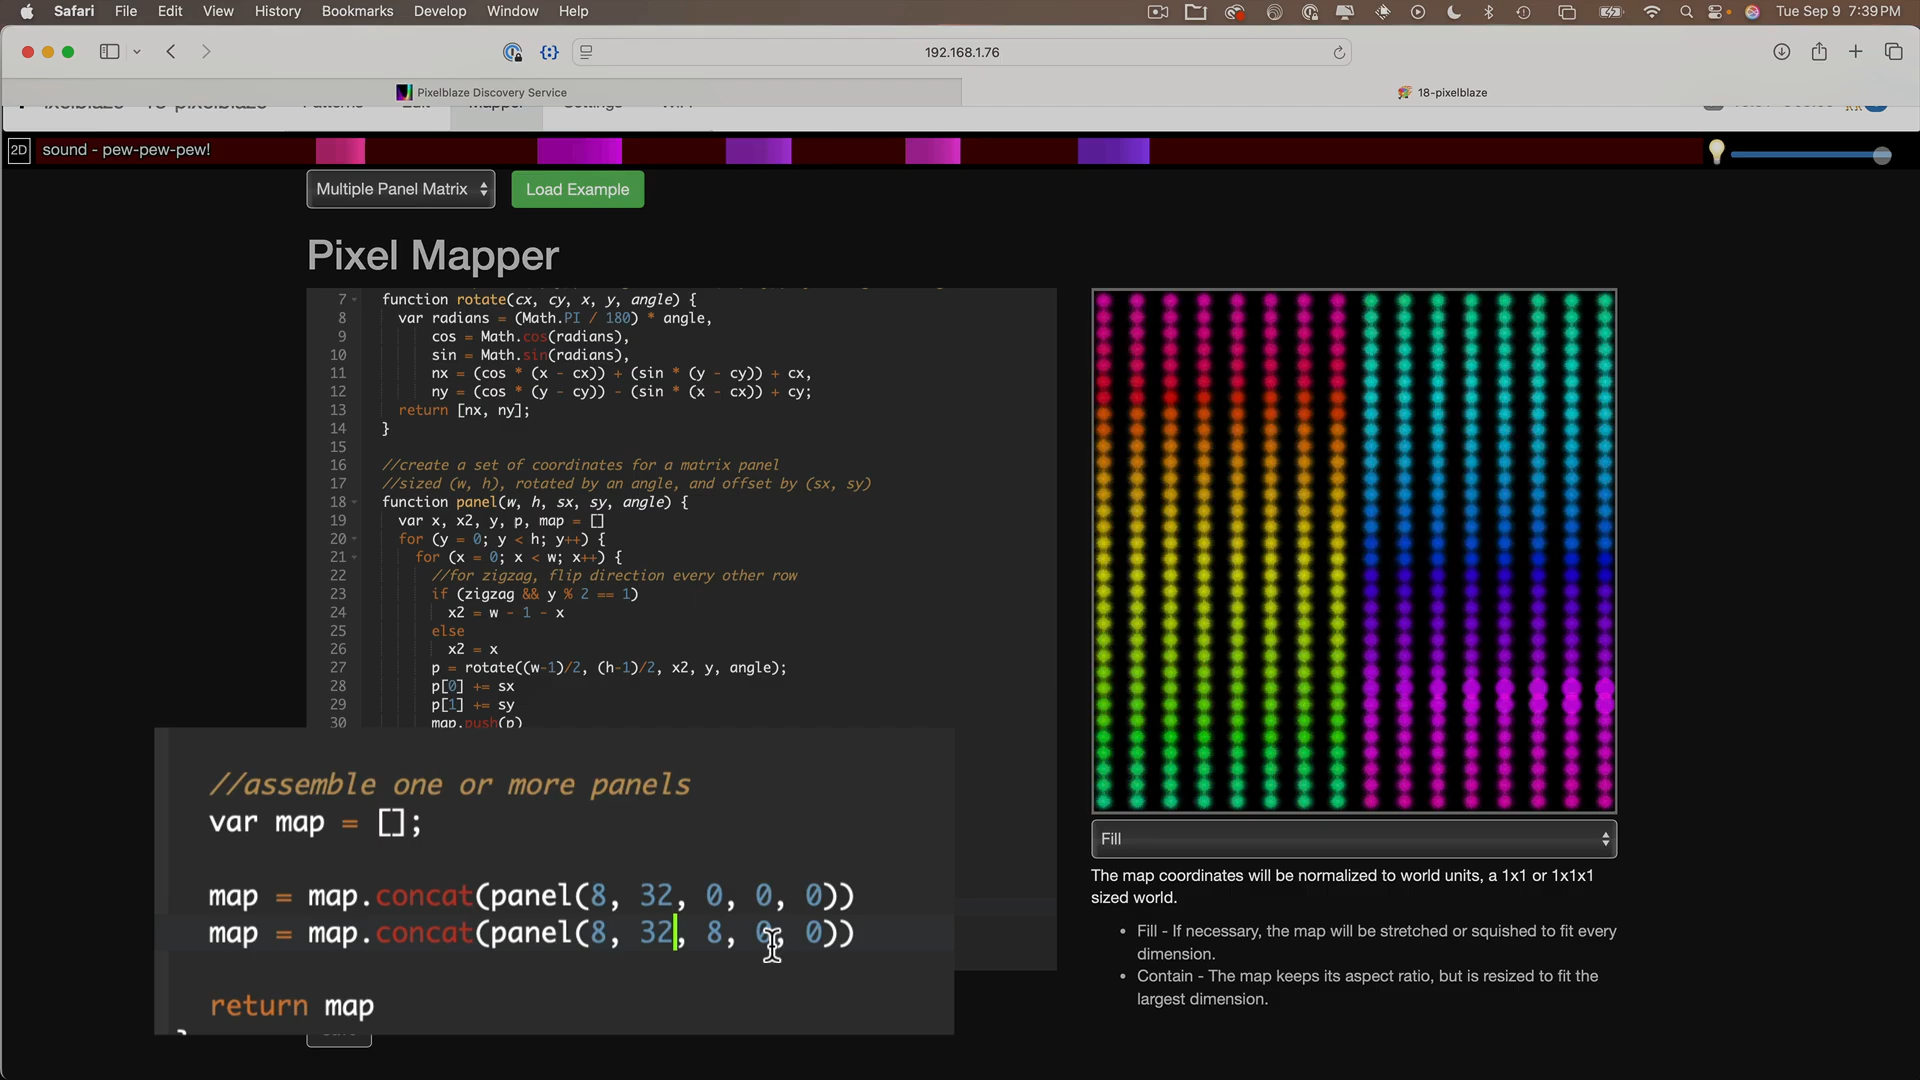 Safari File Edit View History Bookmarks Develop Window Help Tue Sep 9 7:39 PM
192.168.1.76
Pixelblaze Discovery Service
18-pixelblaze
2D sound - pew-pew-pew!
Multiple Panel Matrix Load Example
Pixel Mapper
7 function rotate(cx, cy, x, y, angle) {
8 var radians = (Math.PI / 180) * angle,
9 cos = Math.cos(radians),
10 sin = Math.sin(radians),
11 nx = (cos * (x - cx)) + (sin * (y - cy)) + cx,
12 ny = (cos * (y - cy)) - (sin * (x - cx)) + cy;
13 return [nx, ny];
14 }
15
16 //create a set of coordinates for a matrix panel
17 //sized (w, h), rotated by an angle, and offset by (sx, sy)
18 function panel(w, h, sx, sy, angle) {
19 var x, x2, y, p, map = []
20 for (y = 0; y < h; y++) {
21 for (x = 0; x < w; x++) {
22 //for zigzag, flip direction every other row
23 if (zigzag && y % 2 == 1)
24 x2 = w - 1 - x
25 else
26 x2 = x
27 p = rotate((w-1)/2, (h-1)/2, x2, y, angle);
28 p[0] += sx
29 p[1] += sy
30 map.push(p)
//assemble one or more panels
var map = [];
map = map.concat(panel(8, 32, 0, 0, 0))
map = map.concat(panel(8, 32, 8, 0, 0))
return map
}
Fill
The map coordinates will be normalized to world units, a 1x1 or 1x1x1
sized world.
• Fill - If necessary, the map will be stretched or squished to fit every
dimension.
• Contain - The map keeps its aspect ratio, but is resized to fit the
largest dimension.